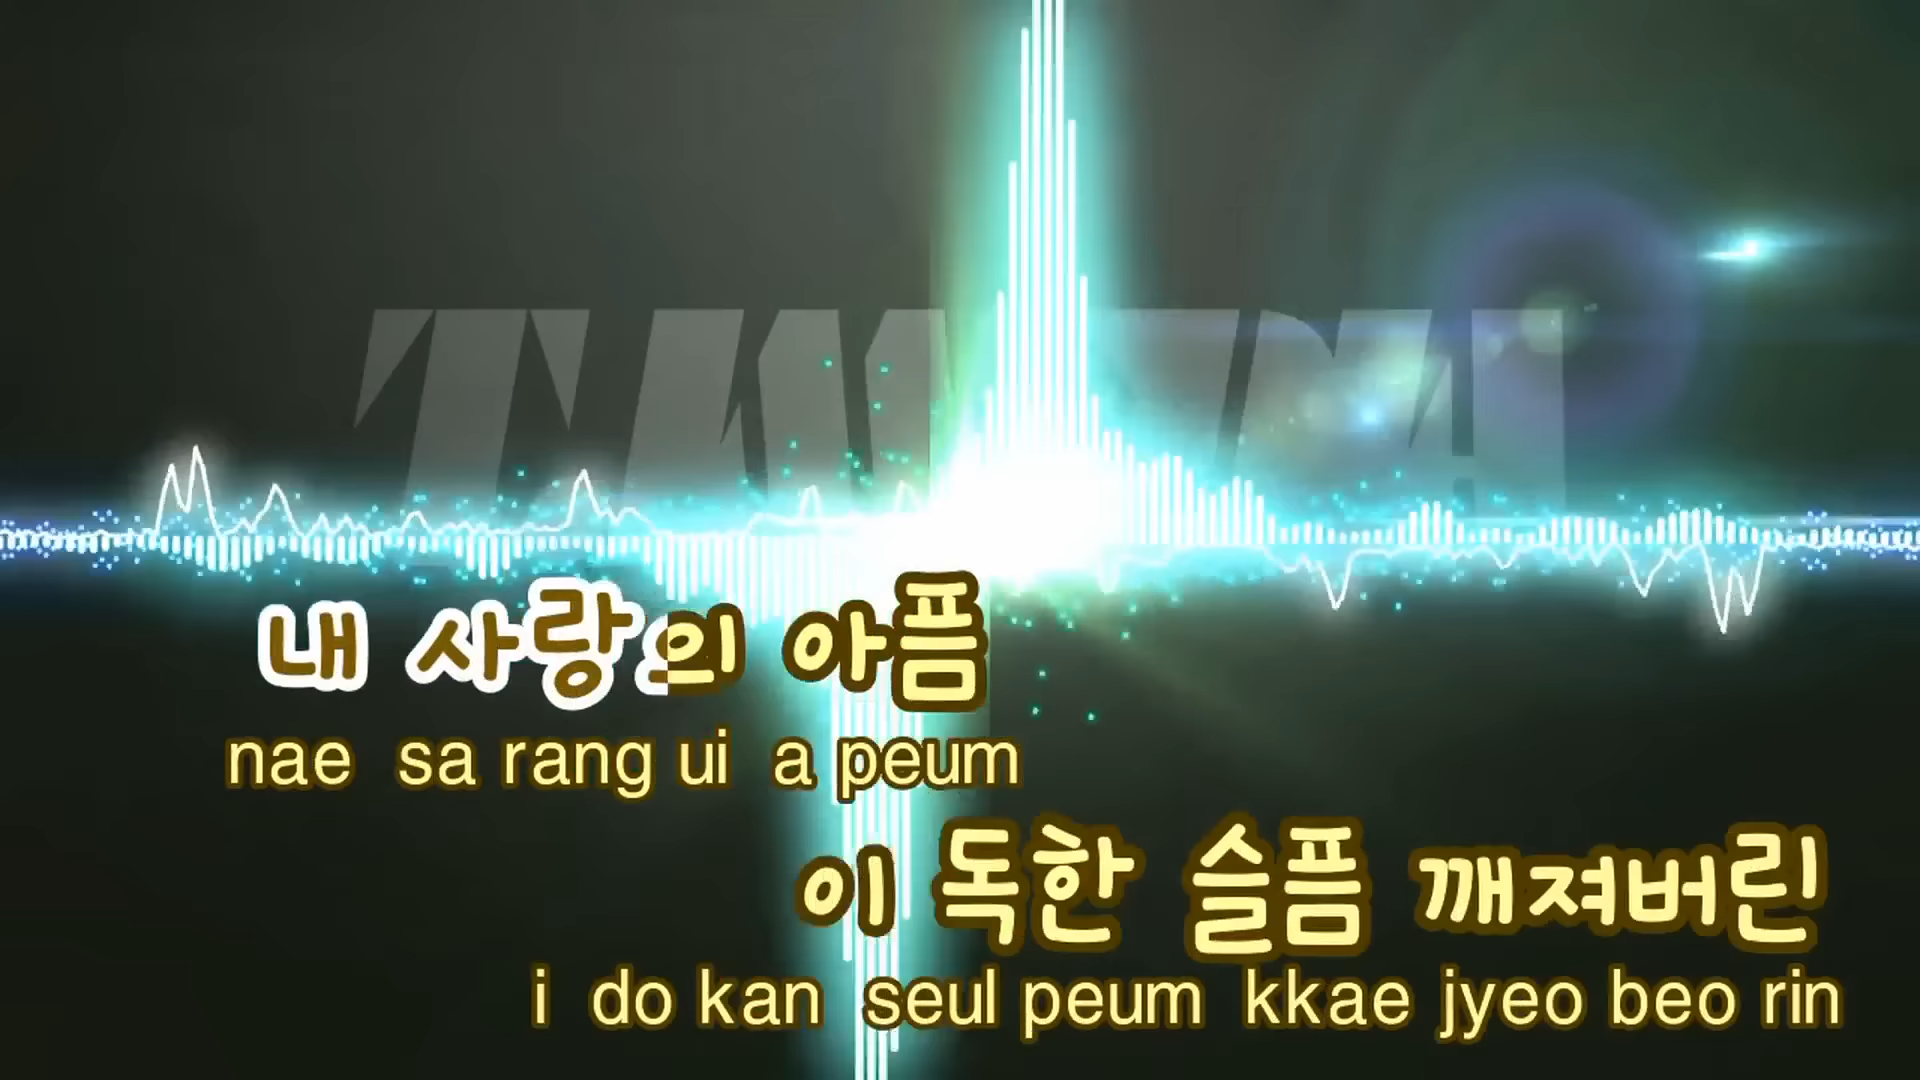 내 사랑의 아픔
nae sa rang ui a peum
이 독한 슬픔 깨져버린
i do kan seul peum kkae jyeo beo rin